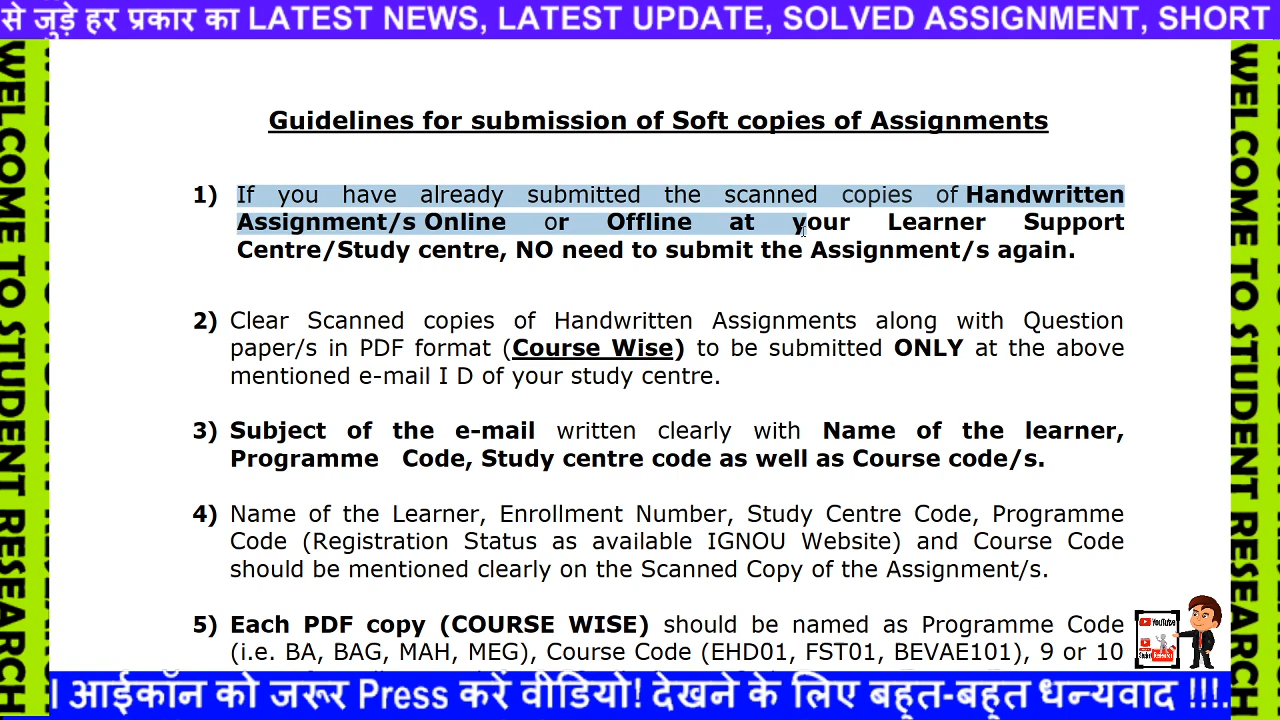 से जुड़े हर प्रकार का LATEST NEWS, LATEST UPDATE, SOLVED ASSIGNMENT, SHORT
WELCOME TO STUDENT RESEARCH
WELCOME TO STUDENT RESEARCH
Guidelines for submission of Soft copies of Assignments
1) If you have already submitted the scanned copies of Handwritten
Assignment/s Online or Offline at your Learner Support
Centre/Study centre, NO need to submit the Assignment/s again.
2) Clear Scanned copies of Handwritten Assignments along with Question
paper/s in PDF format (Course Wise) to be submitted ONLY at the above
mentioned e-mail I D of your study centre.
3) Subject of the e-mail written clearly with Name of the learner,
Programme Code, Study centre code as well as Course code/s.
4) Name of the Learner, Enrollment Number, Study Centre Code, Programme
Code (Registration Status as available IGNOU Website) and Course Code
should be mentioned clearly on the Scanned Copy of the Assignment/s.
5) Each PDF copy (COURSE WISE) should be named as Programme Code
(i.e. BA, BAG, MAH, MEG), Course Code (EHD01, FST01, BEVAE101), 9 or 10
YouTube
आईकॉन को जरूर Press करें वीडियो! देखने के लिए बहुत-बहुत धन्यवाद !!!.